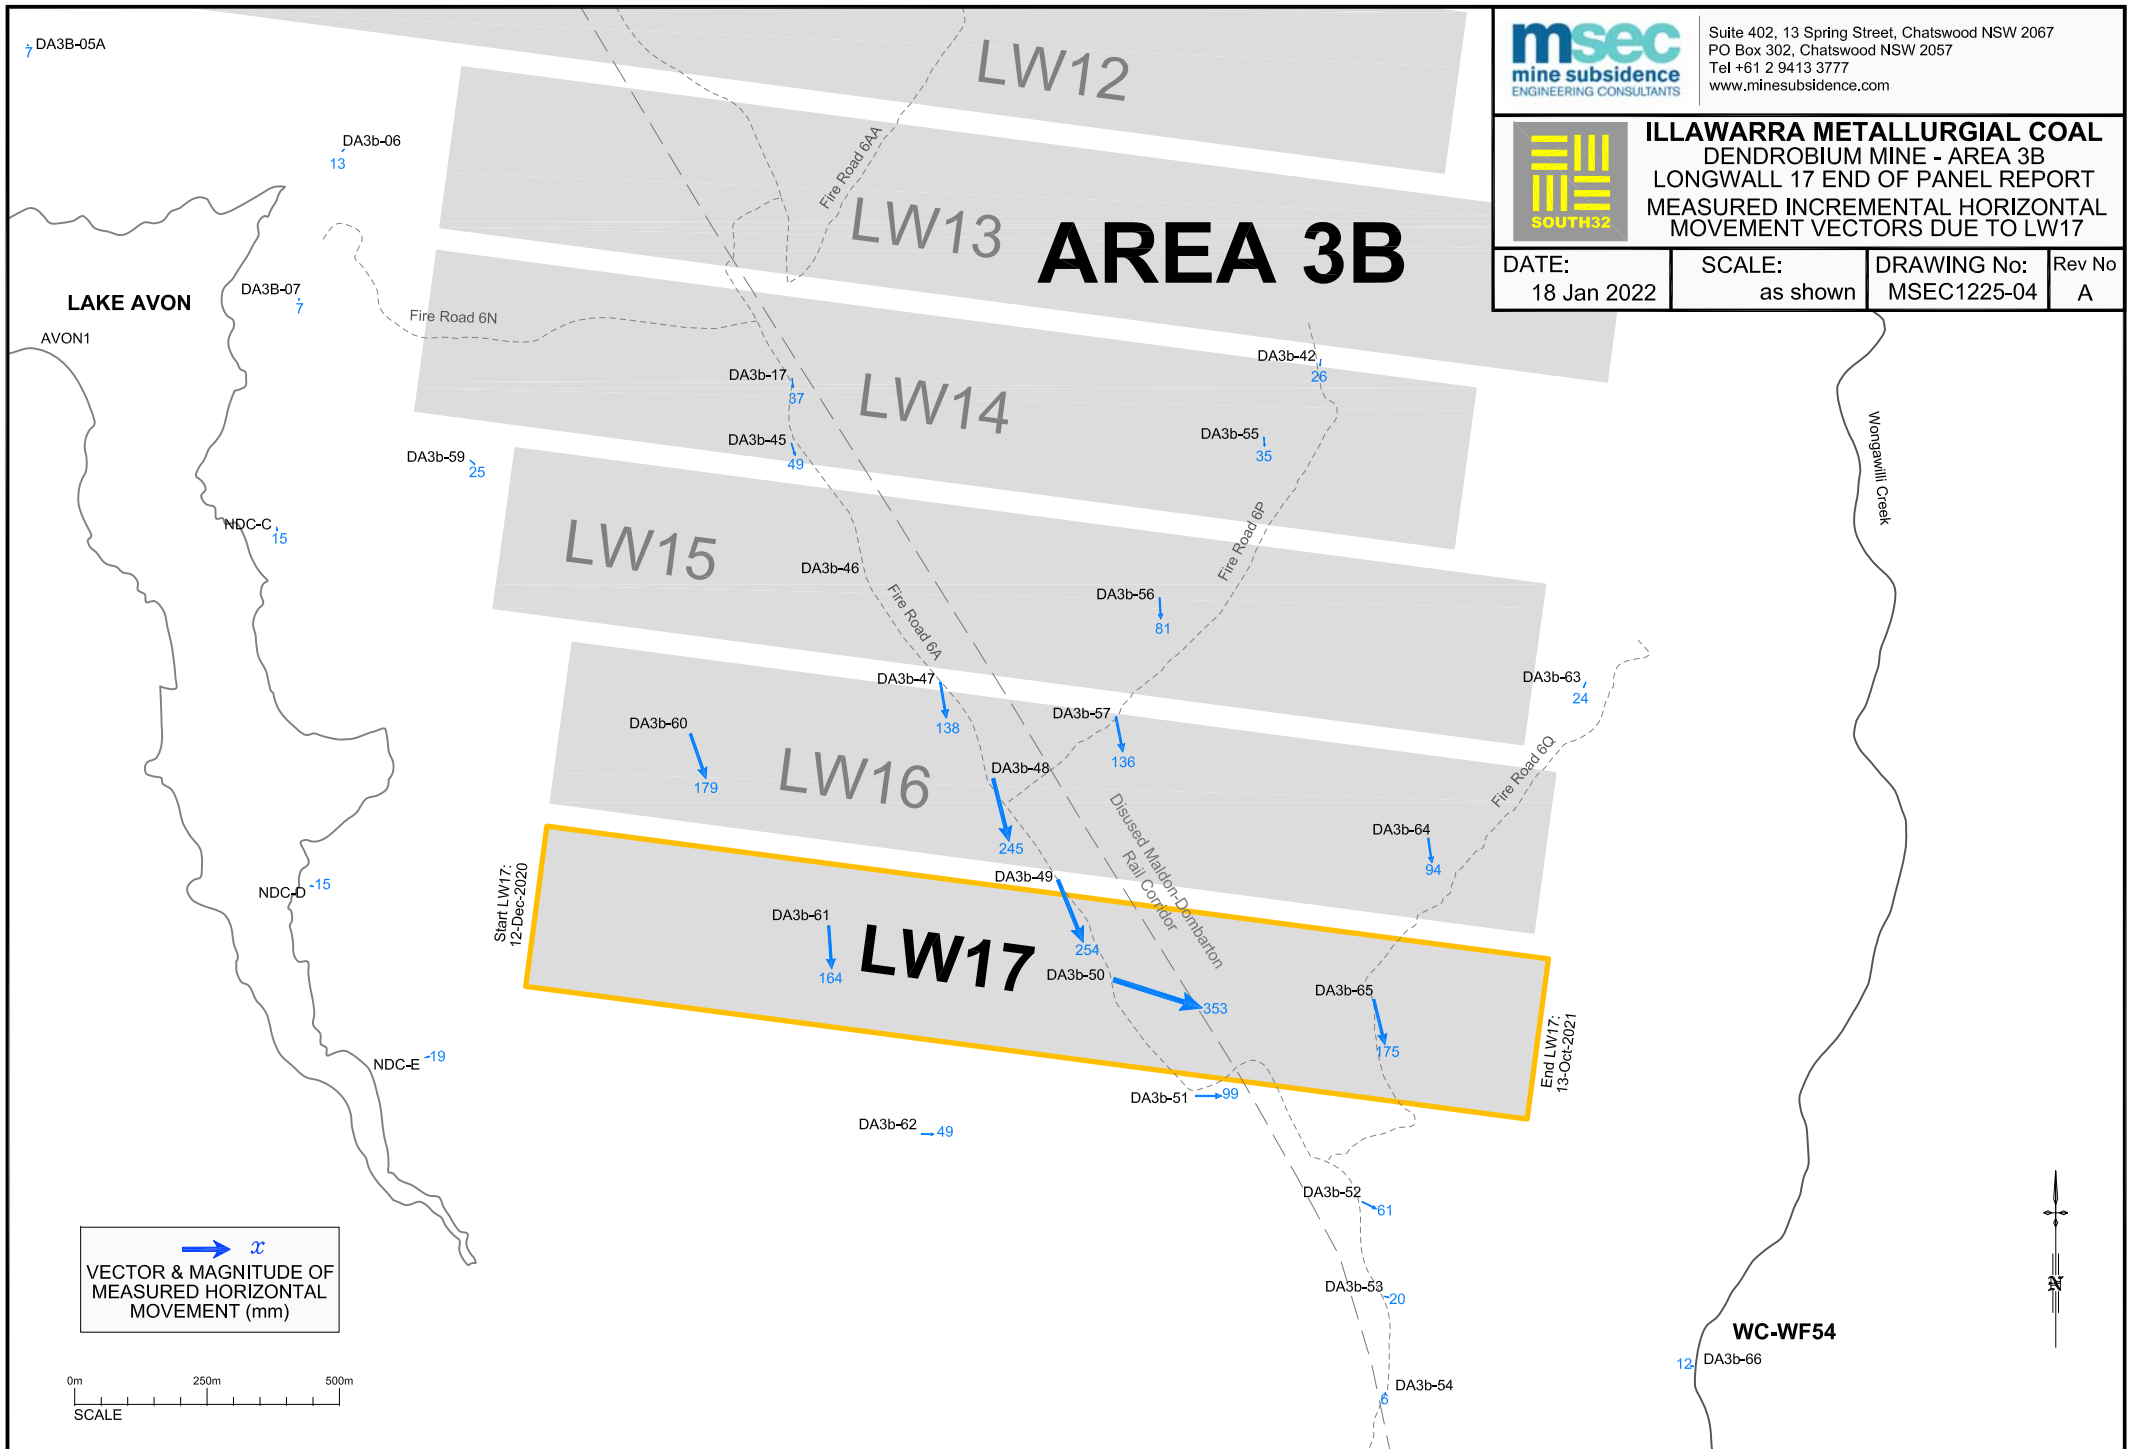 msec
mine subsidence
ENGINEERING CONSULTANTS
Suite 402, 13 Spring Street, Chatswood NSW 2067
PO Box 302, Chatswood NSW 2057
Tel +61 2 9413 3777
www.minesubsidence.com
SOUTH32
ILLAWARRA METALLURGIAL COAL
DENDROBIUM MINE - AREA 3B
LONGWALL 17 END OF PANEL REPORT
MEASURED INCREMENTAL HORIZONTAL
MOVEMENT VECTORS DUE TO LW17
DATE:
18 Jan 2022
SCALE:
as shown
DRAWING No:
MSEC1225-04
Rev No
A
DA3B-05A
7
LW12
DA3b-06
13
Fire Road 6AA
LW13
AREA 3B
LAKE AVON
DA3B-07
7
AVON1
Fire Road 6N
DA3b-17
37
LW14
DA3b-42
26
DA3b-45
49
DA3b-55
35
DA3b-59
25
Wongawilli Creek
NDC-C
15
LW15
DA3b-46
Fire Road 6P
Fire Road 6A
DA3b-56
81
DA3b-47
138
DA3b-63
24
DA3b-60
179
DA3b-57
136
LW16
DA3b-48
245
Fire Road 6Q
Disused Maldon-Dombarton
Rail Corridor
DA3b-64
94
NDC-D
15
Start LW17:
12-Dec-2020
DA3b-49
254
DA3b-61
164
LW17
DA3b-50
353
DA3b-65
175
End LW17:
13-Oct-2021
NDC-E
19
DA3b-51
99
DA3b-62
49
DA3b-52
61
DA3b-53
20
DA3b-54
6
WC-WF54
12
DA3b-66
N
x
VECTOR & MAGNITUDE OF
MEASURED HORIZONTAL
MOVEMENT (mm)
0m
250m
500m
SCALE